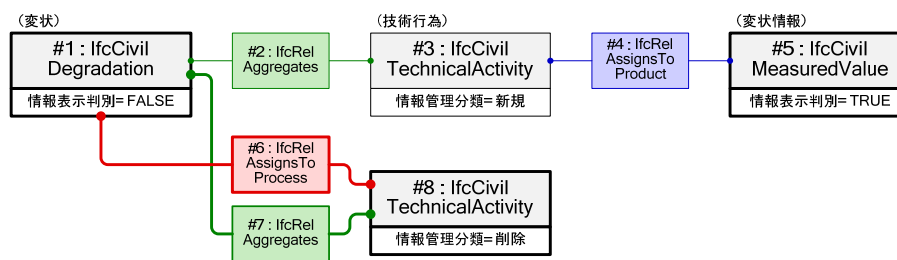 (変状)
(技術行為)
(変状情報)
#1 : IfcCivil
Degradation
情報表示判別= FALSE
#2 : IfcRel
Aggregates
#3 : IfcCivil
TechnicalActivity
情報管理分類= 新規
#4 : IfcRel
AssignsTo
Product
#5 : IfcCivil
MeasuredValue
情報表示判別= TRUE
#6 : IfcRel
AssignsTo
Process
#7 : IfcRel
Aggregates
#8 : IfcCivil
TechnicalActivity
情報管理分類= 削除